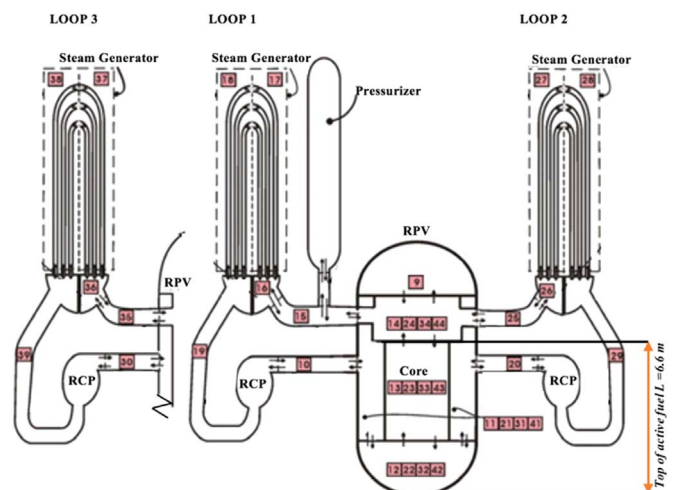 LOOP 3
LOOP 1
LOOP 2
Steam Generator
Steam Generator
Steam Generator
38
37
18
17
27
28
Pressurizer
RPV
RPV
9
36
16
26
35
15
14 24 34 44
25
39
30
19
10
20
29
RCP
RCP
Core
RCP
13 23 33 43
11 21 31 41
12 22 32 42
Top of active fuel L =6.6 m